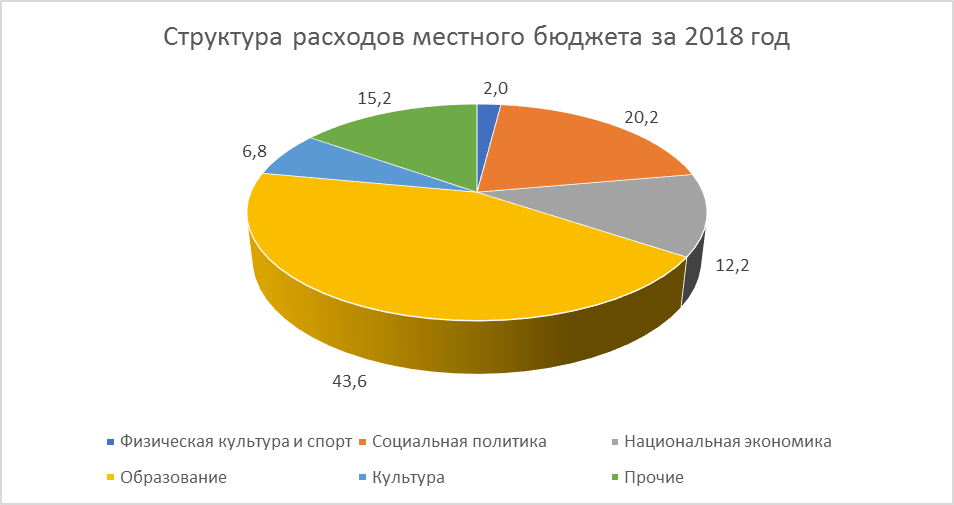 Структура расходов местного бюджета за 2018 год
2,0
15,2
20,2
6,8
12,2
43,6
Физическая культура и спорт
Социальная политика
Национальная экономика
Образование
Культура
Прочие